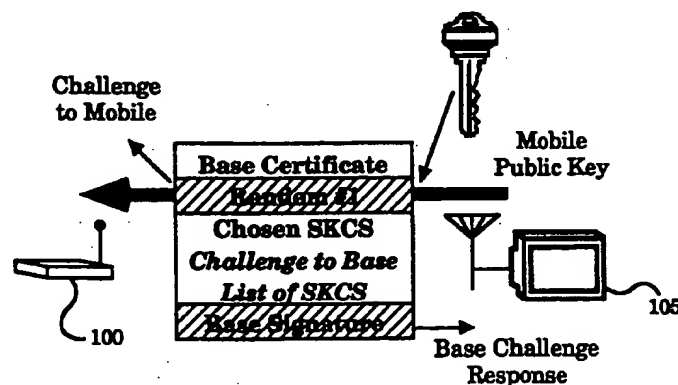 Challenge
to Mobile
Mobile
Public Key
Base Certificate
Random #1
Chosen SKCS
Challenge to Base
List of SKCS
Base Signature
100
105
Base Challenge
Response